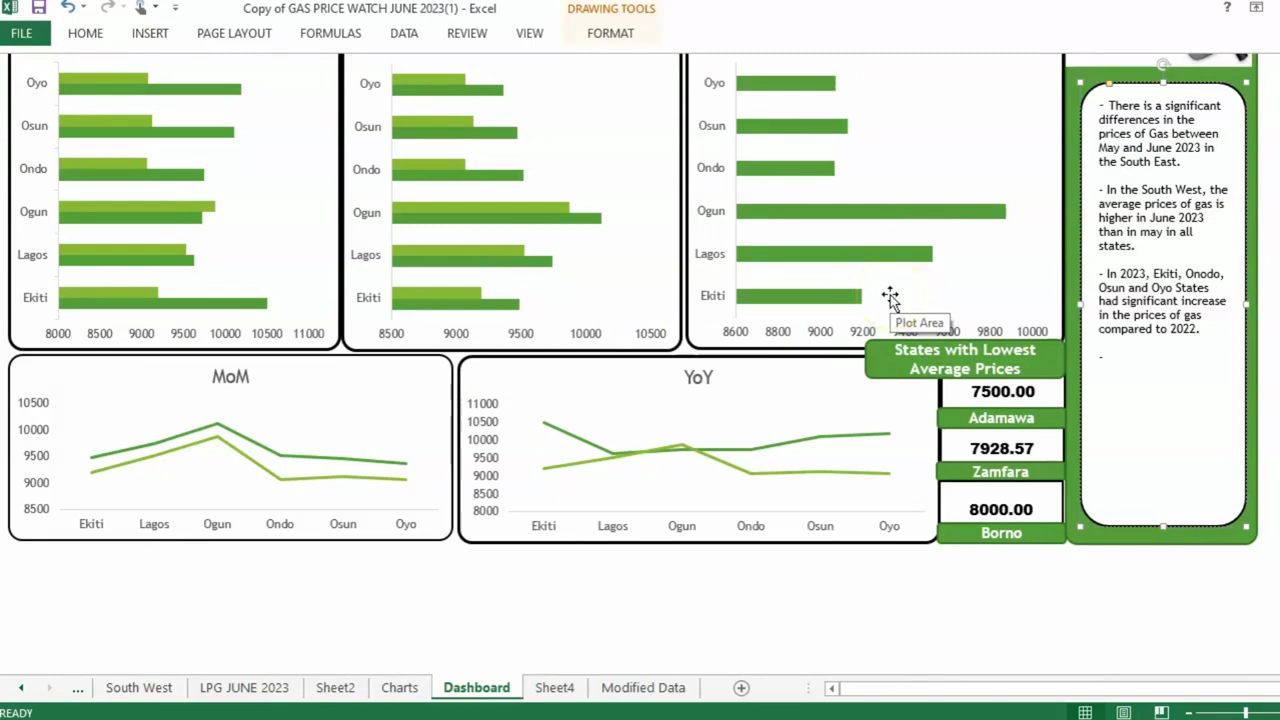 Copy of GAS PRICE WATCH JUNE 2023(1) - Excel
DRAWING TOOLS
?
FILE HOME INSERT PAGE LAYOUT FORMULAS DATA REVIEW VIEW FORMAT
Oyo
Osun
Ondo
Ogun
Lagos
Ekiti
8000 8500 9000 9500 10000 10500 11000
Oyo
Osun
Ondo
Ogun
Lagos
Ekiti
8500 9000 9500 10000 10500
Oyo
Osun
Ondo
Ogun
Lagos
Ekiti
8600 8800 9000 9200 9400 9600 9800 10000
Plot Area
- There is a significant
differences in the
prices of Gas between
May and June 2023 in
the South East.
- In the South West, the
average prices of gas is
higher in June 2023
than in may in all
states.
- In 2023, Ekiti, Onodo,
Osun and Oyo States
had significant increase
in the prices of gas
compared to 2022.
-
MoM
10500
10000
9500
9000
8500
Ekiti Lagos Ogun Ondo Osun Oyo
YoY
11000
10500
10000
9500
9000
8500
8000
Ekiti Lagos Ogun Ondo Osun Oyo
States with Lowest
Average Prices
7500.00
Adamawa
7928.57
Zamfara
8000.00
Borno
... South West LPG JUNE 2023 Sheet2 Charts Dashboard Sheet4 Modified Data
READY